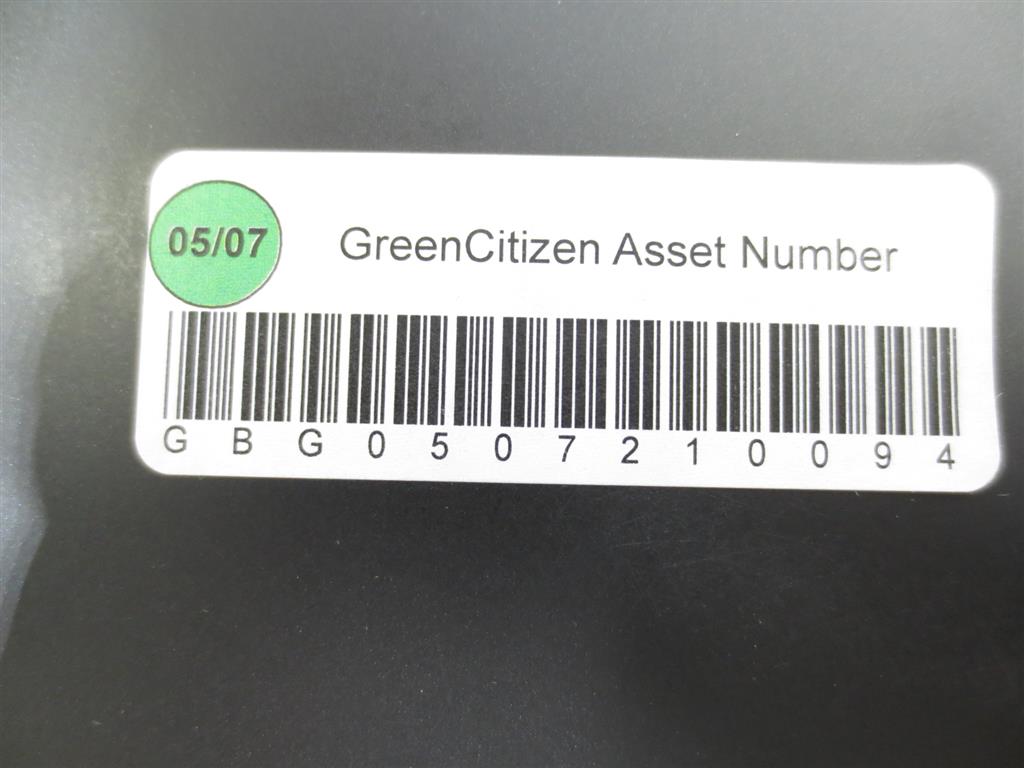 05/07
GreenCitizen Asset Number
G B G 0 5 0 7 2 1 0 0 9 4